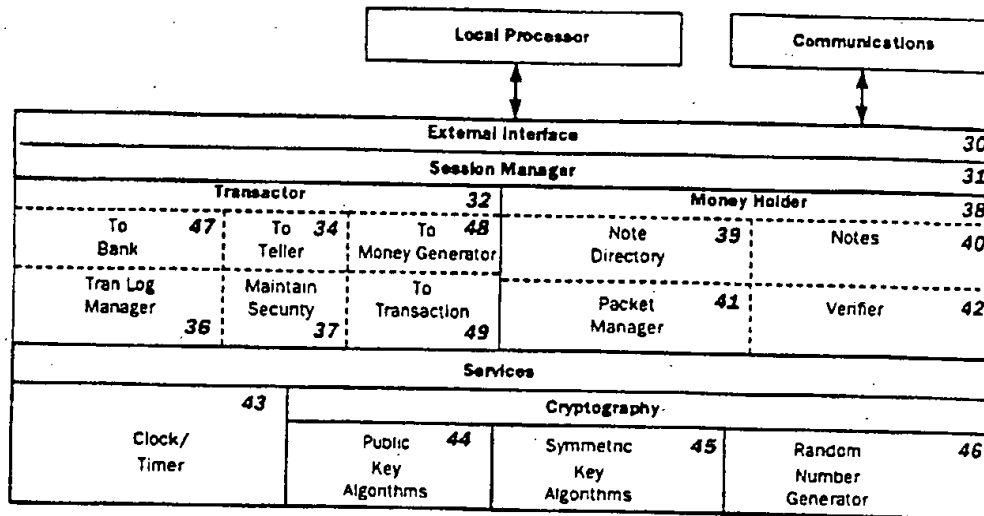 Local Processor
Communications
External Interface 30
Session Manager 31
Transactor 32
Money Holder 38
To 47
Bank
To 34
Teller
To 48
Money Generator
Note 39
Directory
Notes 40
Tran Log
Manager
36
Maintain
Security
37
To
Transaction
49
Packet 41
Manager
Verifier 42
Services
43
Clock/
Timer
Cryptography
Public 44
Key
Algorithms
Symmetric 45
Key
Algorithms
Random 46
Number
Generator